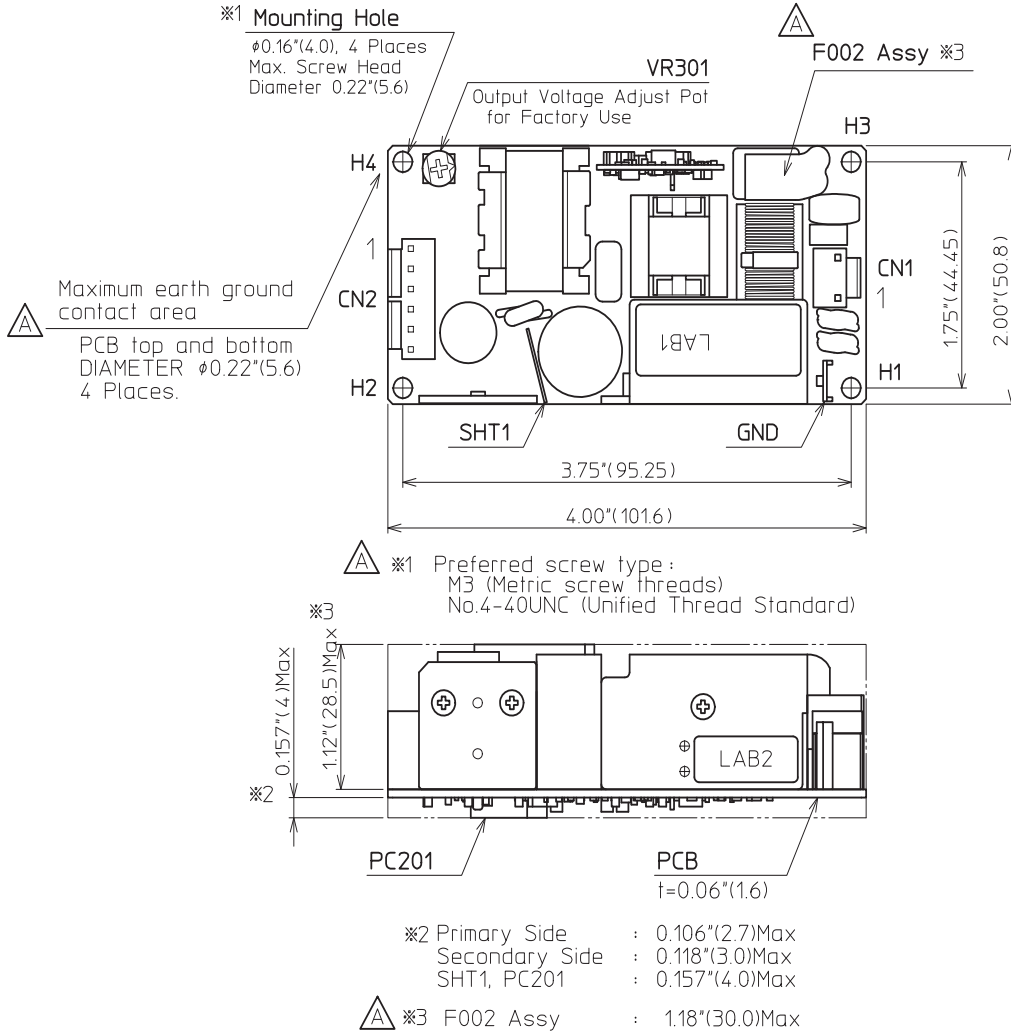 ※1 Mounting Hole
φ0.16"(4.0), 4 Places
Max. Screw Head
Diameter 0.22"(5.6)
VR301
Output Voltage Adjust Pot
for Factory Use
A
F002 Assy ※3
H3
H4
1
CN2
A
Maximum earth ground
contact area
PCB top and bottom
DIAMETER φ0.22"(5.6)
4 Places.
H2
LAB1
CN1
1
H1
1.75"(44.45)
2.00"(50.8)
SHT1
GND
3.75"(95.25)
4.00"(101.6)
A ※1 Preferred screw type :
M3 (Metric screw threads)
No.4-40UNC (Unified Thread Standard)
※3
1.12"(28.5)Max
0.157"(4)Max
※2
LAB2
PC201
PCB
t=0.06"(1.6)
※2 Primary Side : 0.106"(2.7)Max
Secondary Side : 0.118"(3.0)Max
SHT1, PC201 : 0.157"(4.0)Max
A ※3 F002 Assy : 1.18"(30.0)Max